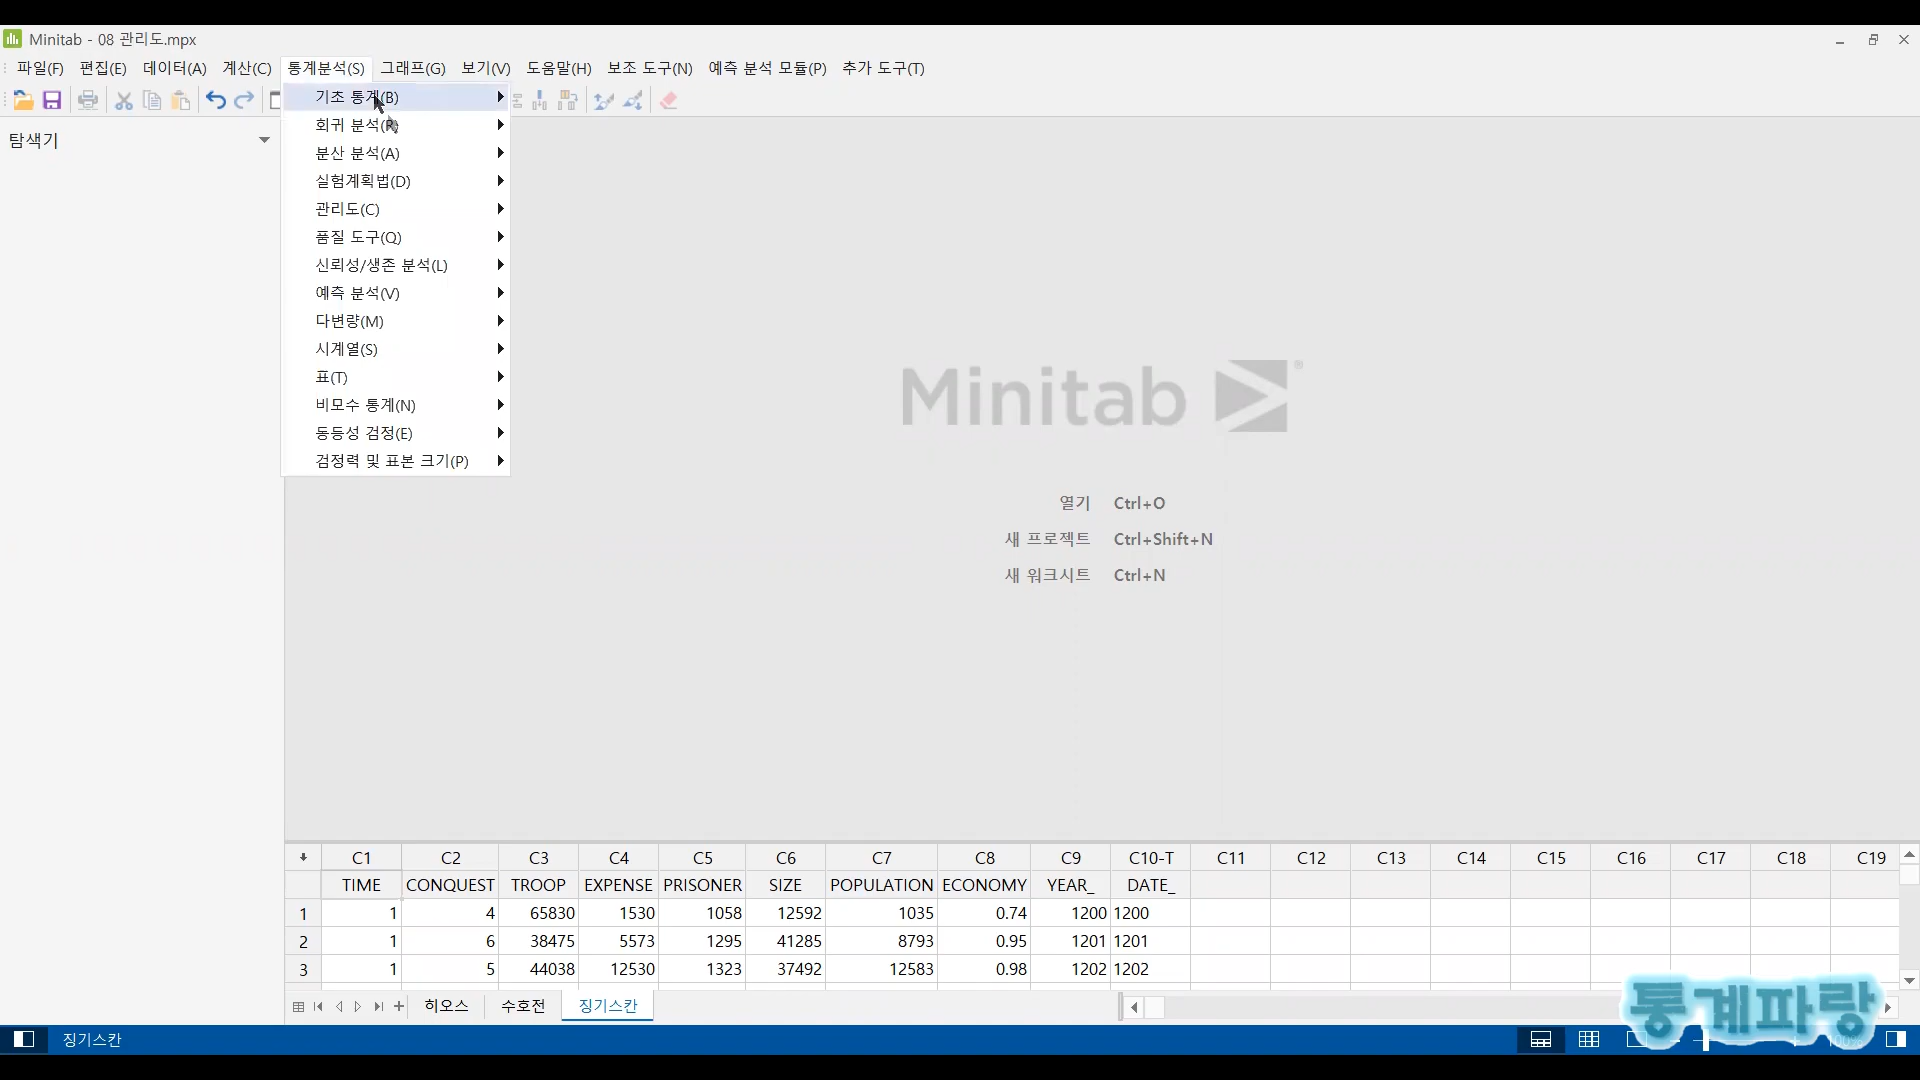 Minitab - 08 관리도.mpx
파일(F) 편집(E) 데이터(A) 계산(C) 통계분석(S) 그래프(G) 보기(V) 도움말(H) 보조 도구(N) 예측 분석 모듈(P) 추가 도구(T)
탐색기
기초 통계(B)
회귀 분석(R)
분산 분석(A)
실험계획법(D)
관리도(C)
품질 도구(Q)
신뢰성/생존 분석(L)
예측 분석(V)
다변량(M)
시계열(S)
표(T)
비모수 통계(N)
동등성 검정(E)
검정력 및 표본 크기(P)
Minitab ®
열기 Ctrl+O
새 프로젝트 Ctrl+Shift+N
새 워크시트 Ctrl+N
C1 C2 C3 C4 C5 C6 C7 C8 C9 C10-T C11 C12 C13 C14 C15 C16 C17 C18 C19
TIME CONQUEST TROOP EXPENSE PRISONER SIZE POPULATION ECONOMY YEAR_ DATE_
1 1 4 65830 1530 1058 12592 1035 0.74 1200 1200
2 1 6 38475 5573 1295 41285 8793 0.95 1201 1201
3 1 5 44038 12530 1323 37492 12583 0.98 1202 1202
히오스 수호전 징기스칸
통계파랑
징기스칸